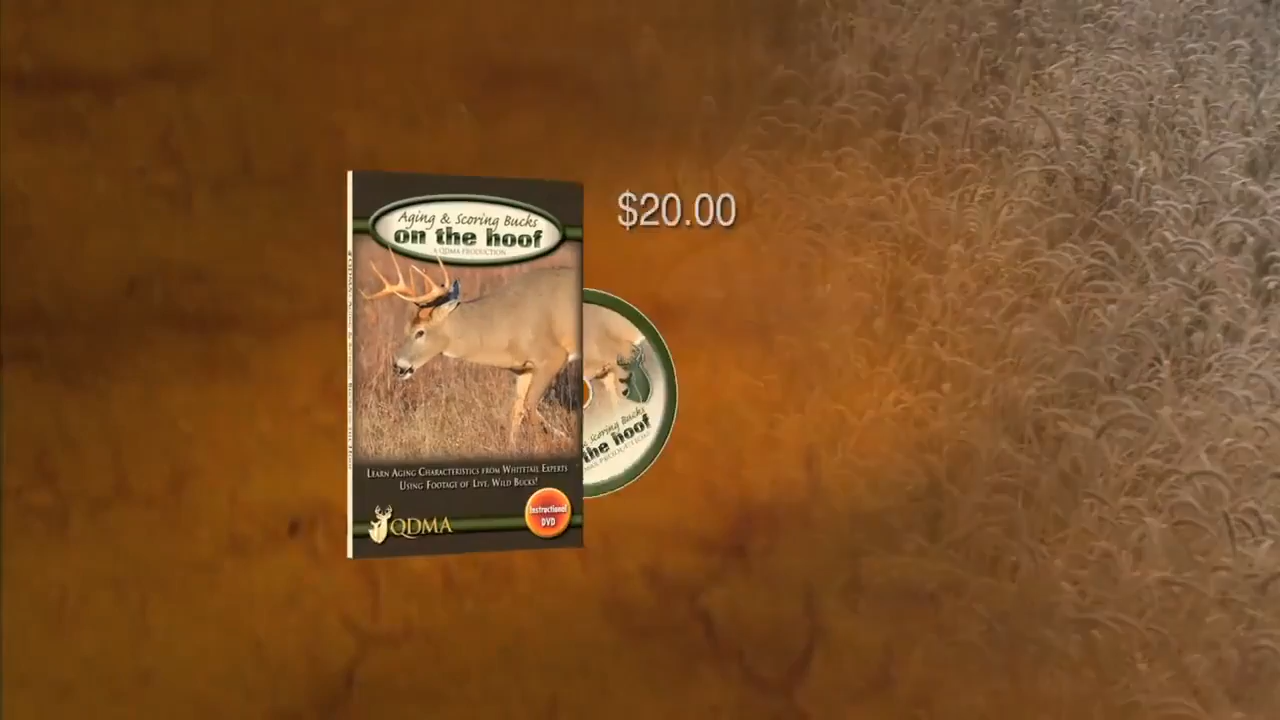 Aging & Scoring Bucks
on the hoof
A QDMA PRODUCTION
$20.00
Scoring Bucks
the hoof
LEARN AGING CHARACTERISTICS FROM WHITETAIL EXPERTS
USING FOOTAGE OF LIVE, WILD BUCKS!
QDMA
Instructional
DVD